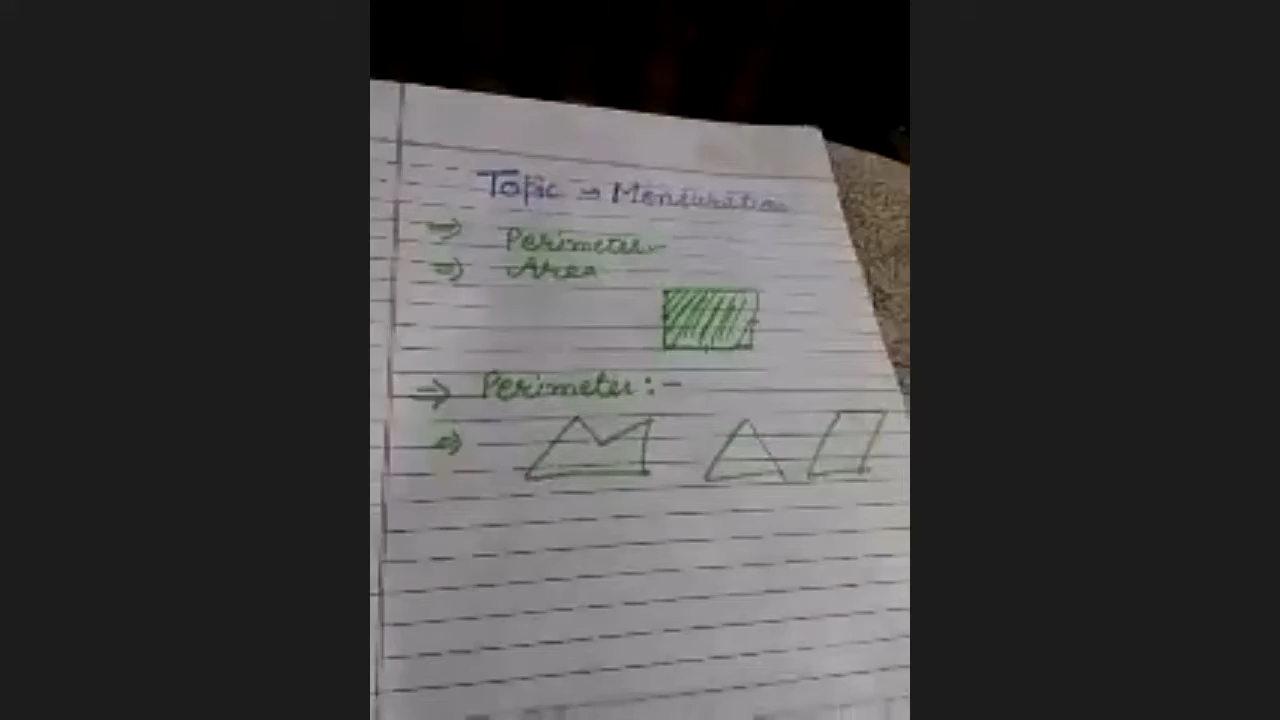 Topic → Mensuration
⇒ Perimeter
⇒ Area
⇒ Perimeter :-
⇒